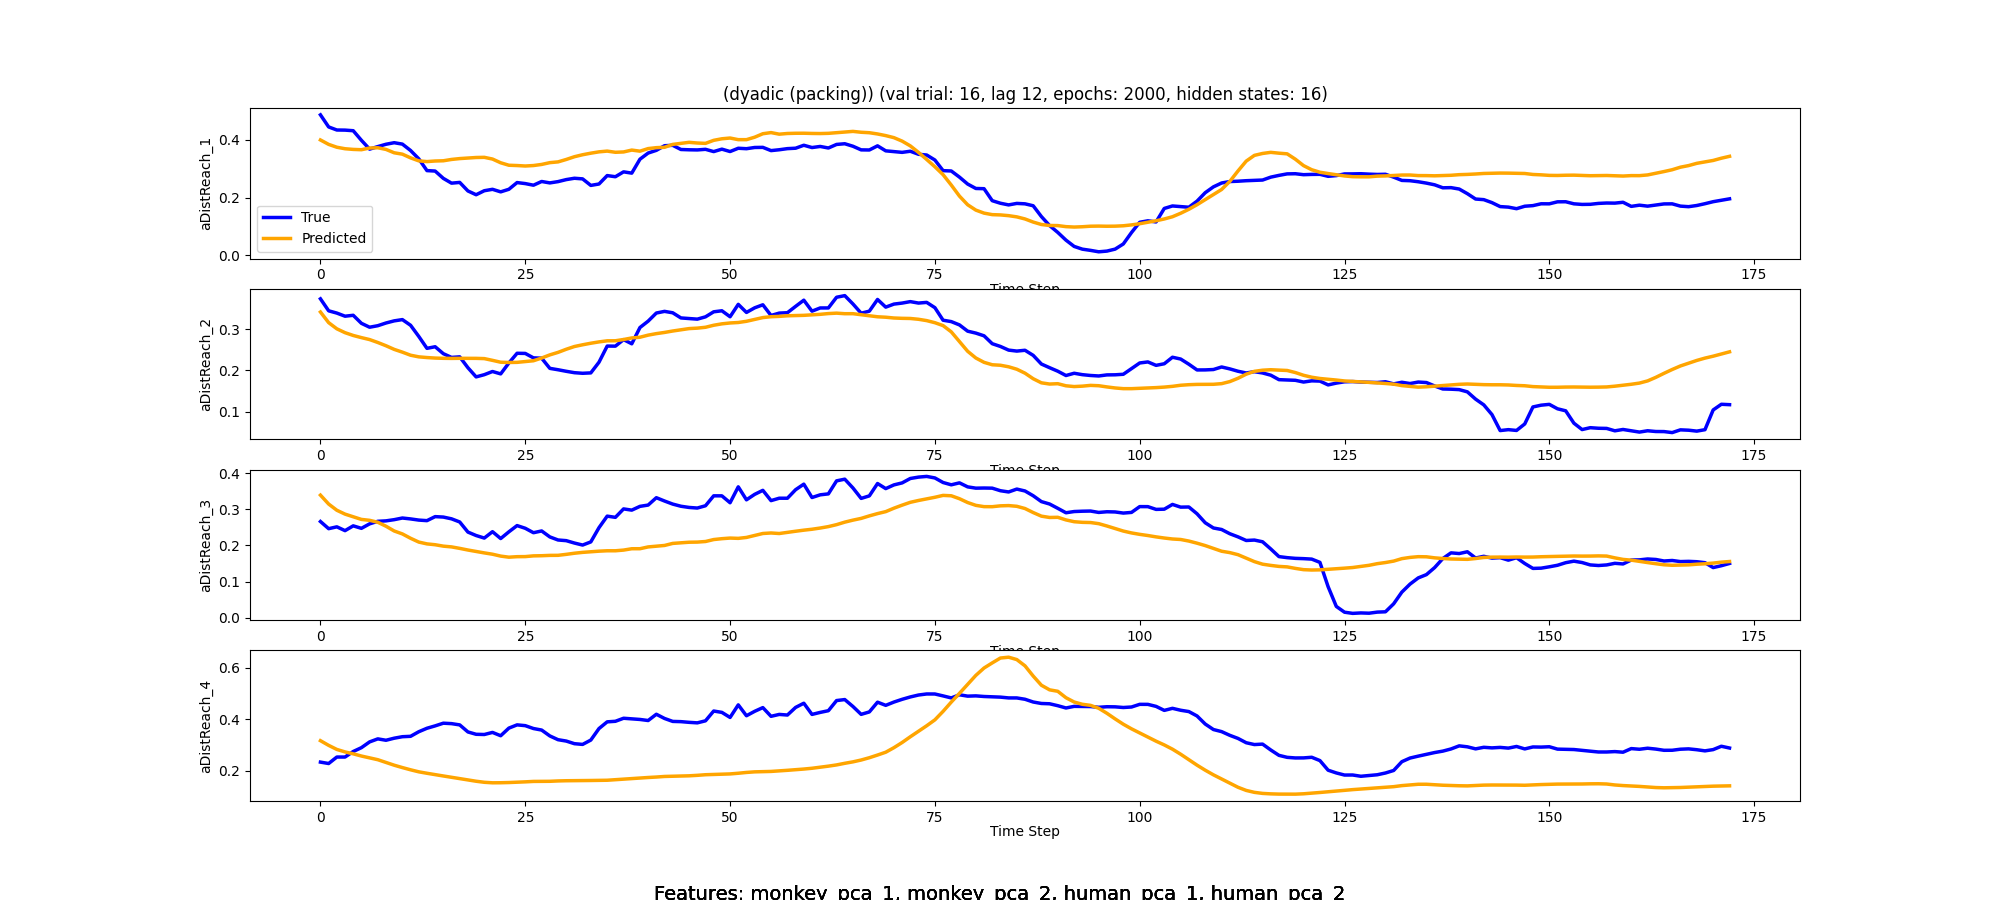 (dyadic (packing)) (val trial: 16, lag 12, epochs: 2000, hidden states: 16)
aDistReach_1
0.4
0.2
0.0
True
Predicted
0 25 50 75 100 125 150 175
Time Step
aDistReach_2
0.3
0.2
0.1
0 25 50 75 100 125 150 175
Time Step
aDistReach_3
0.4
0.3
0.2
0.1
0.0
0 25 50 75 100 125 150 175
Time Step
aDistReach_4
0.6
0.4
0.2
0 25 50 75 100 125 150 175
Time Step
Features: monkey_pca_1, monkey_pca_2, human_pca_1, human_pca_2